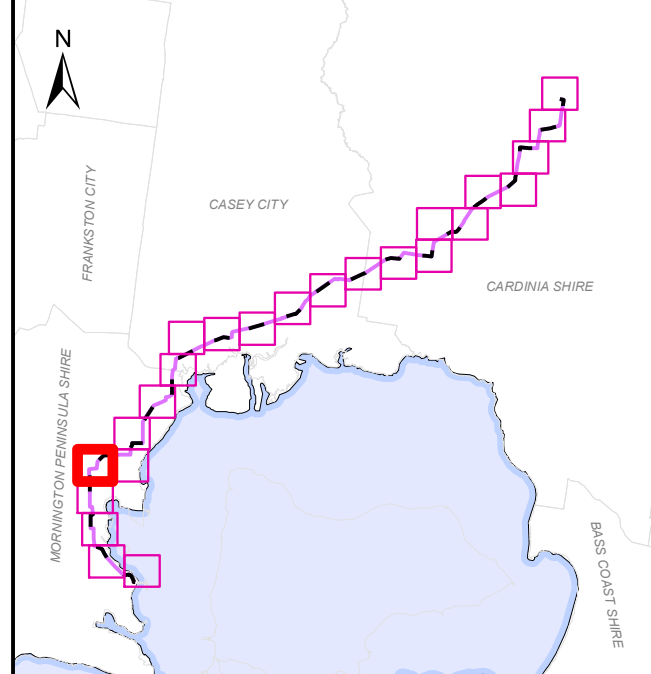 N
FRANKSTON CITY
CASEY CITY
CARDINIA SHIRE
MORNINGTON PENINSULA SHIRE
BASS COAST SHIRE